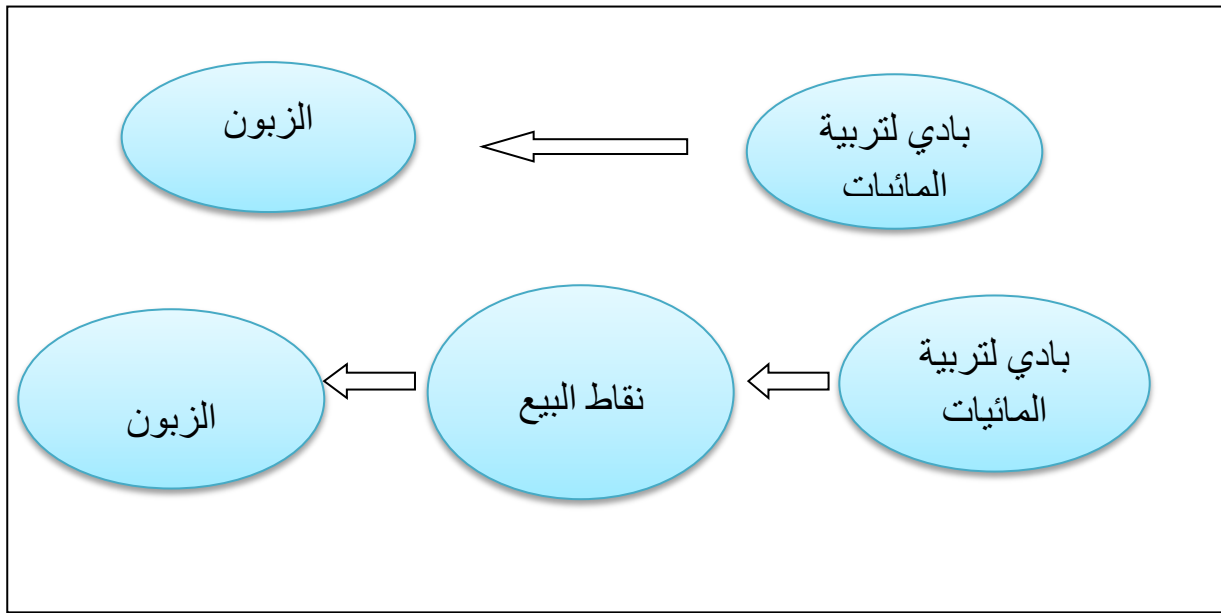 بادي لتربية
المائيات
الزبون
بادي لتربية
المائيات
نقاط البيع
الزبون